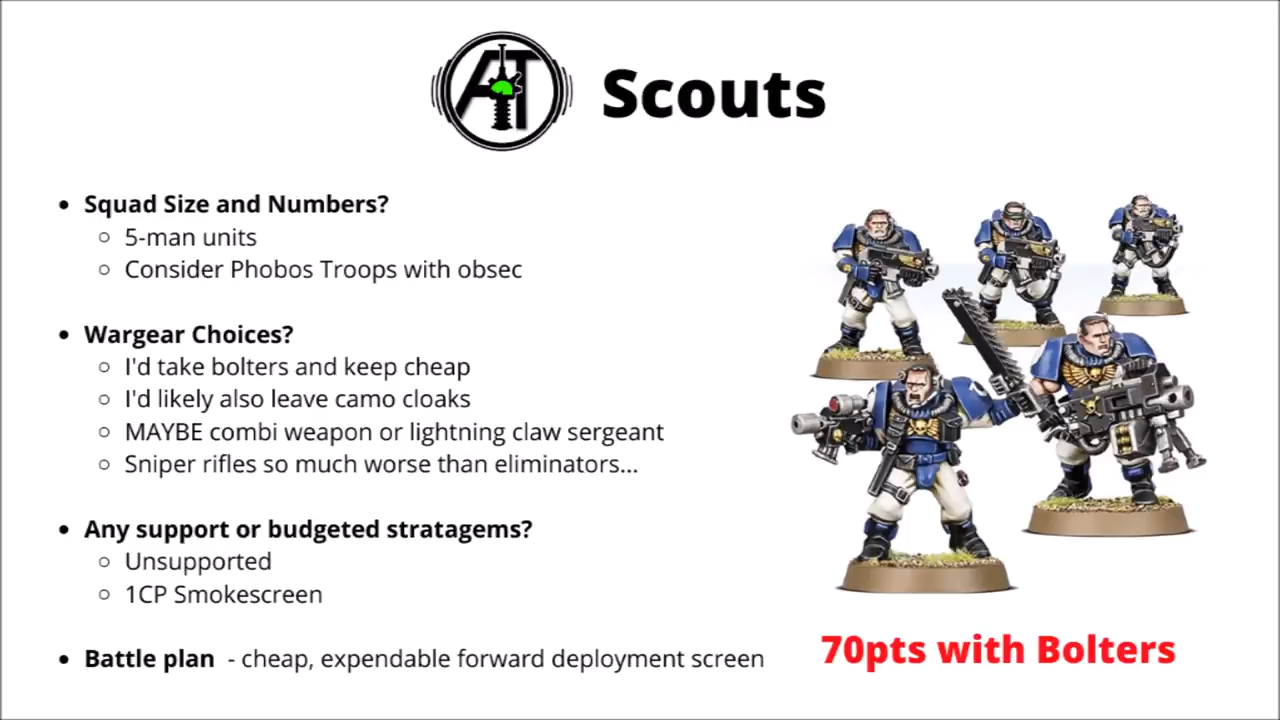 AT
Scouts
Squad Size and Numbers?
5-man units
Consider Phobos Troops with obsec
Wargear Choices?
I'd take bolters and keep cheap
I'd likely also leave camo cloaks
MAYBE combi weapon or lightning claw sergeant
Sniper rifles so much worse than eliminators...
Any support or budgeted stratagems?
Unsupported
1CP Smokescreen
Battle plan - cheap, expendable forward deployment screen
70pts with Bolters